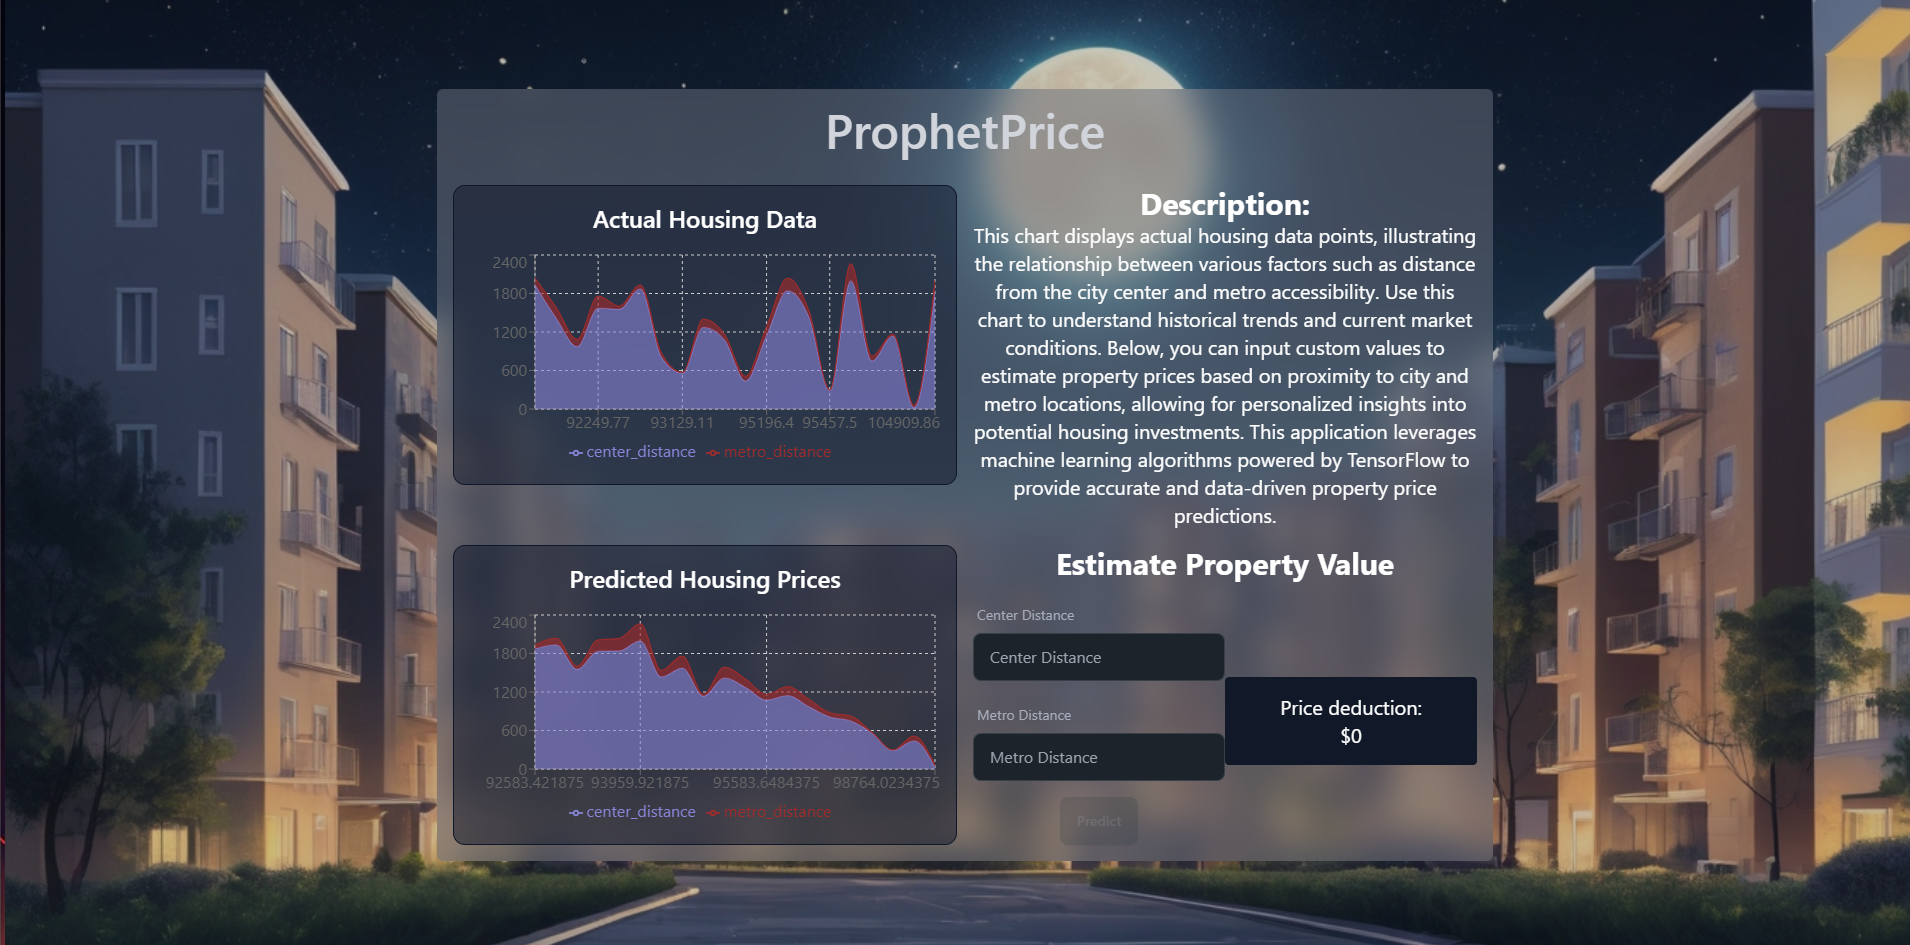 ProphetPrice
Actual Housing Data
2400
1800
1200
600
0
92249.77 93129.11 95196.4 95457.5 104909.86
center_distance metro_distance
Description:
This chart displays actual housing data points, illustrating
the relationship between various factors such as distance
from the city center and metro accessibility. Use this
chart to understand historical trends and current market
conditions. Below, you can input custom values to
estimate property prices based on proximity to city and
metro locations, allowing for personalized insights into
potential housing investments. This application leverages
machine learning algorithms powered by TensorFlow to
provide accurate and data-driven property price
predictions.
Predicted Housing Prices
2400
1800
1200
600
0
92583.421875 93959.921875 95583.6484375 98764.0234375
center_distance metro_distance
Estimate Property Value
Center Distance
Center Distance
Metro Distance
Metro Distance
Predict
Price deduction:
$0